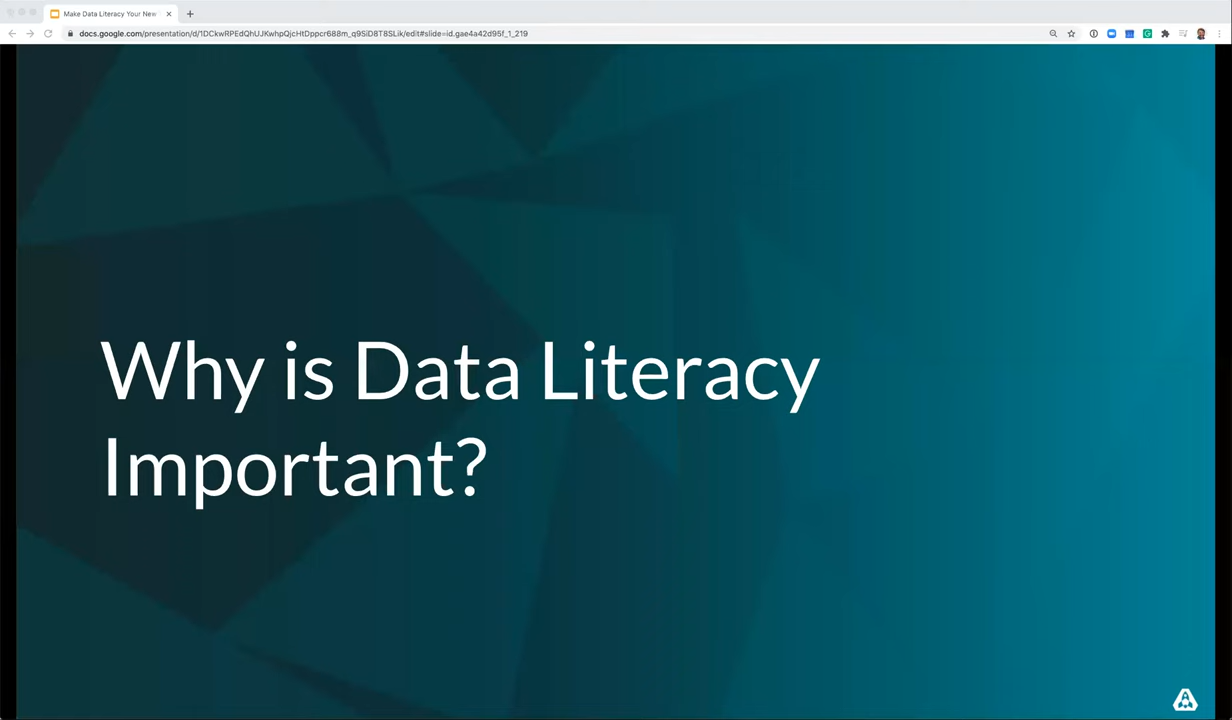 Make Data Literacy Your New
docs.google.com/presentation/d/1DCkwRPEdQhUJKwhpQjcHtDppcr688m_q9SiD8T8SLik/edit#slide=id.gae4a42d95f_1_219
Why is Data Literacy
Important?